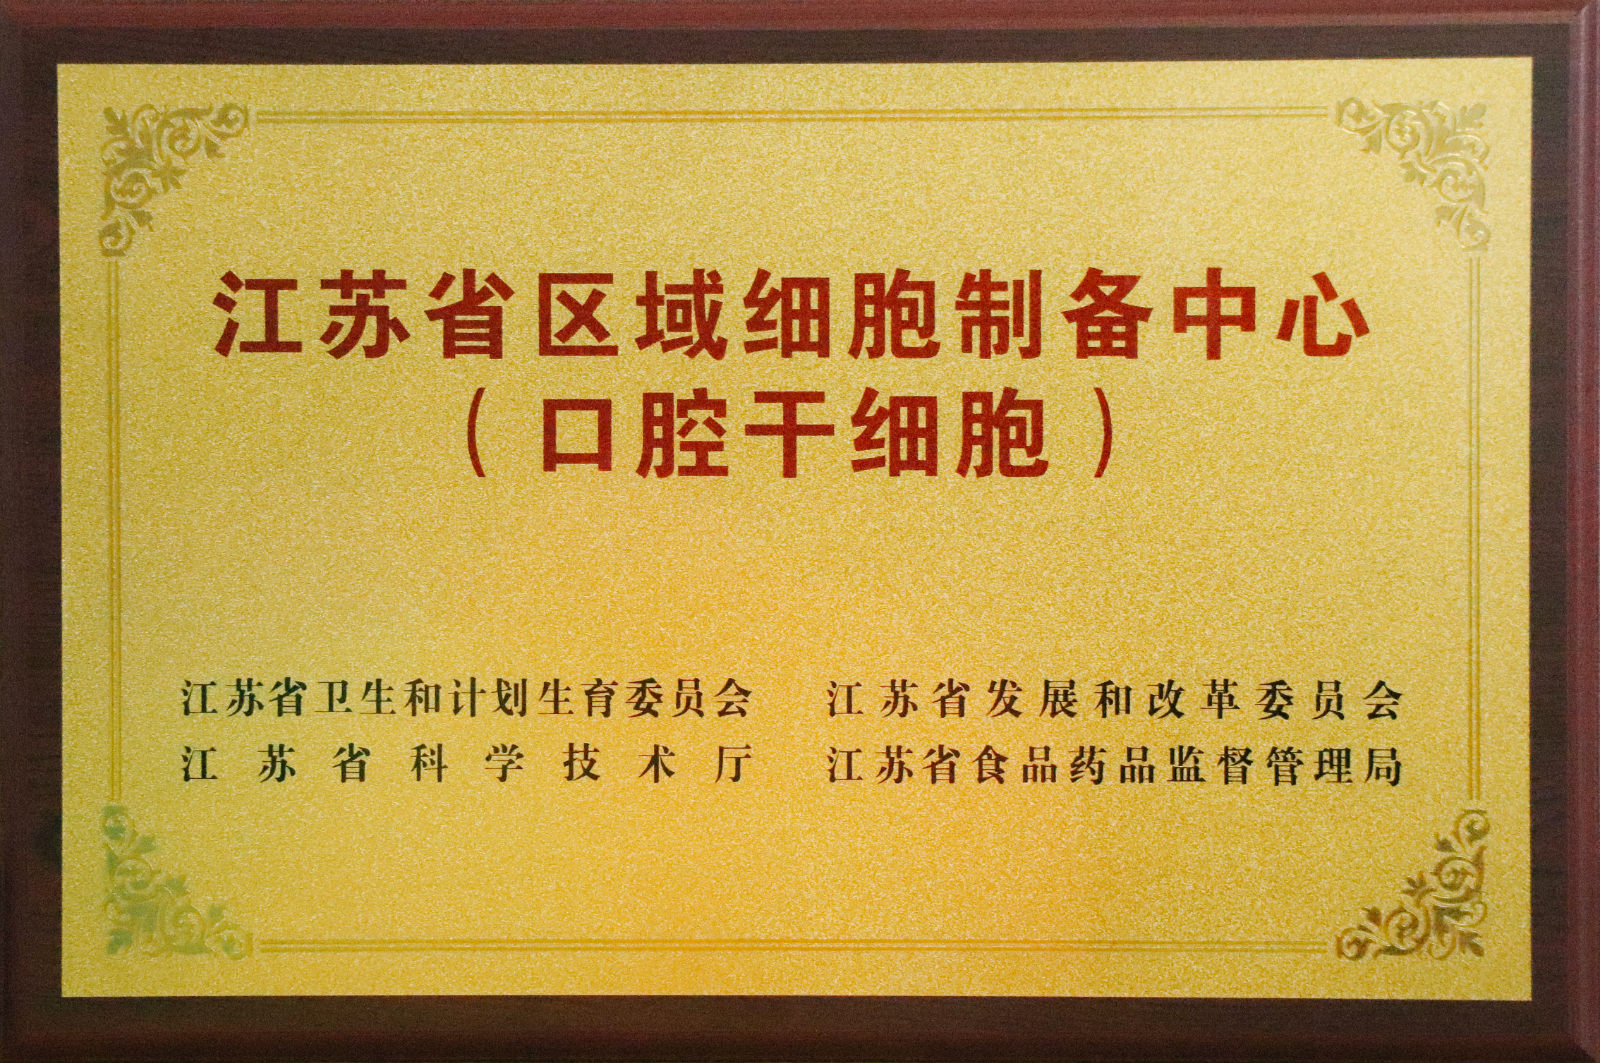 江苏省区域细胞制备中心
（口腔干细胞）
江苏省卫生和计划生育委员会 江苏省发展和改革委员会
江苏省科学技术厅 江苏省食品药品监督管理局